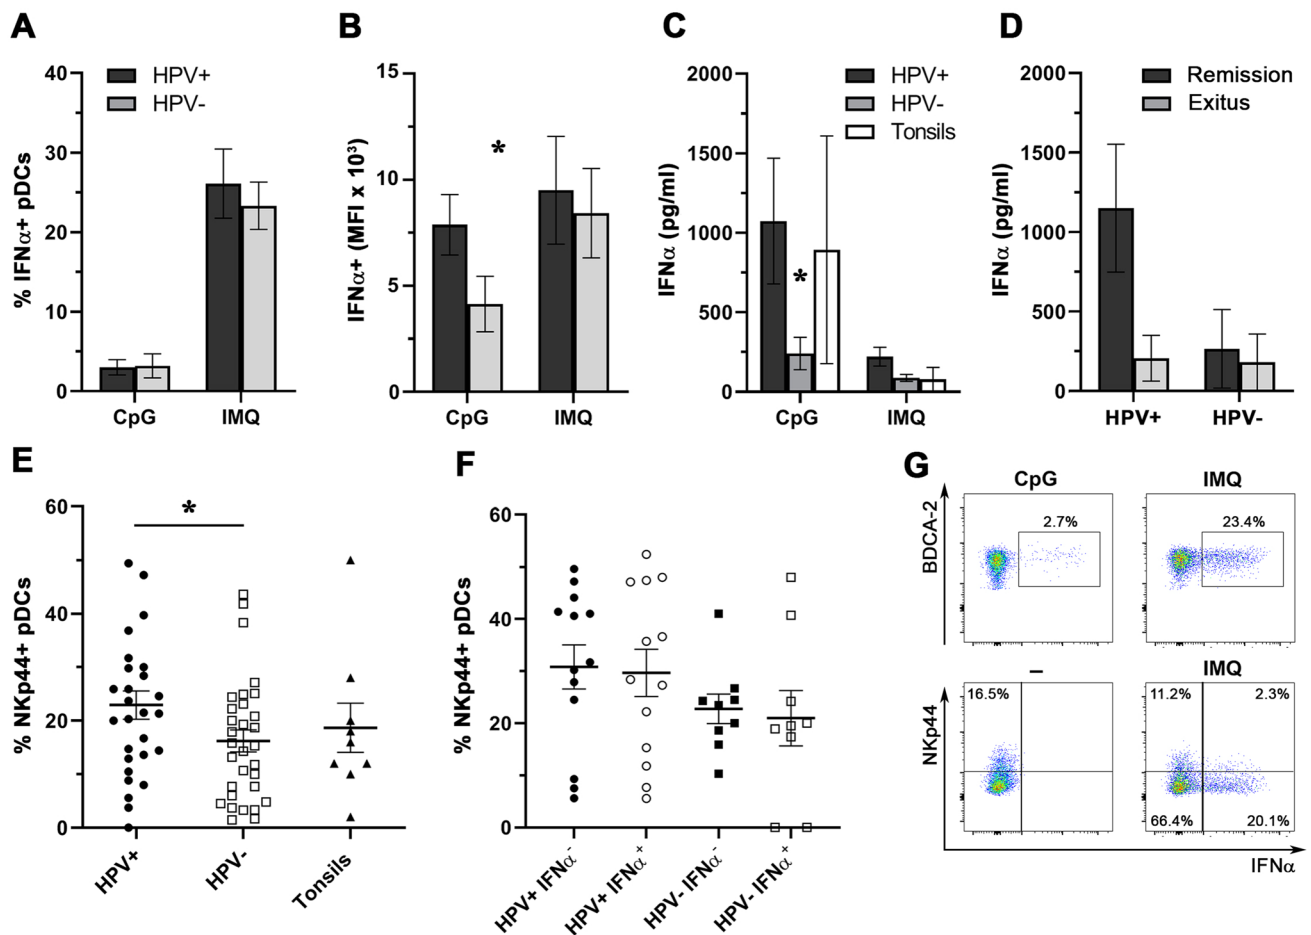 A
B
C
D
% IFNα+ pDCs
40
30
20
10
0
HPV+
HPV-
CpG
IMQ
IFNα+ (MFI x 10³)
15
10
5
0
*
CpG
IMQ
IFNα (pg/ml)
2000
1500
1000
500
0
HPV+
HPV-
Tonsils
*
CpG
IMQ
IFNα (pg/ml)
2000
1500
1000
500
0
Remission
Exitus
HPV+
HPV-
E
F
G
% NKp44+ pDCs
60
40
20
0
*
HPV+
HPV-
Tonsils
% NKp44+ pDCs
60
40
20
0
HPV+ IFNα⁻
HPV+ IFNα⁺
HPV- IFNα⁻
HPV- IFNα⁺
CpG
IMQ
BDCA-2
2.7%
23.4%
–
IMQ
NKp44
16.5%
11.2%
2.3%
66.4%
20.1%
IFNα